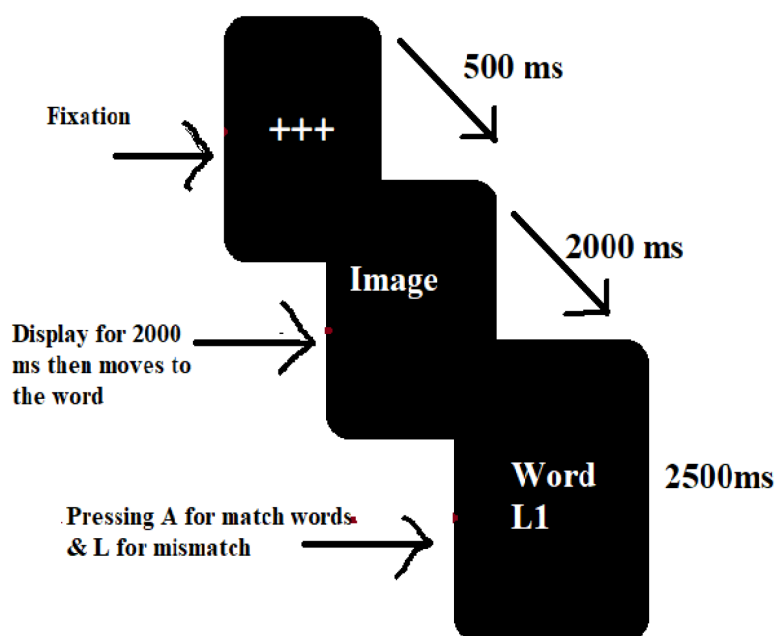 500 ms
Fixation
+++
2000 ms
Image
Display for 2000
ms then moves to
the word
Word
L1
2500ms
Pressing A for match words
& L for mismatch